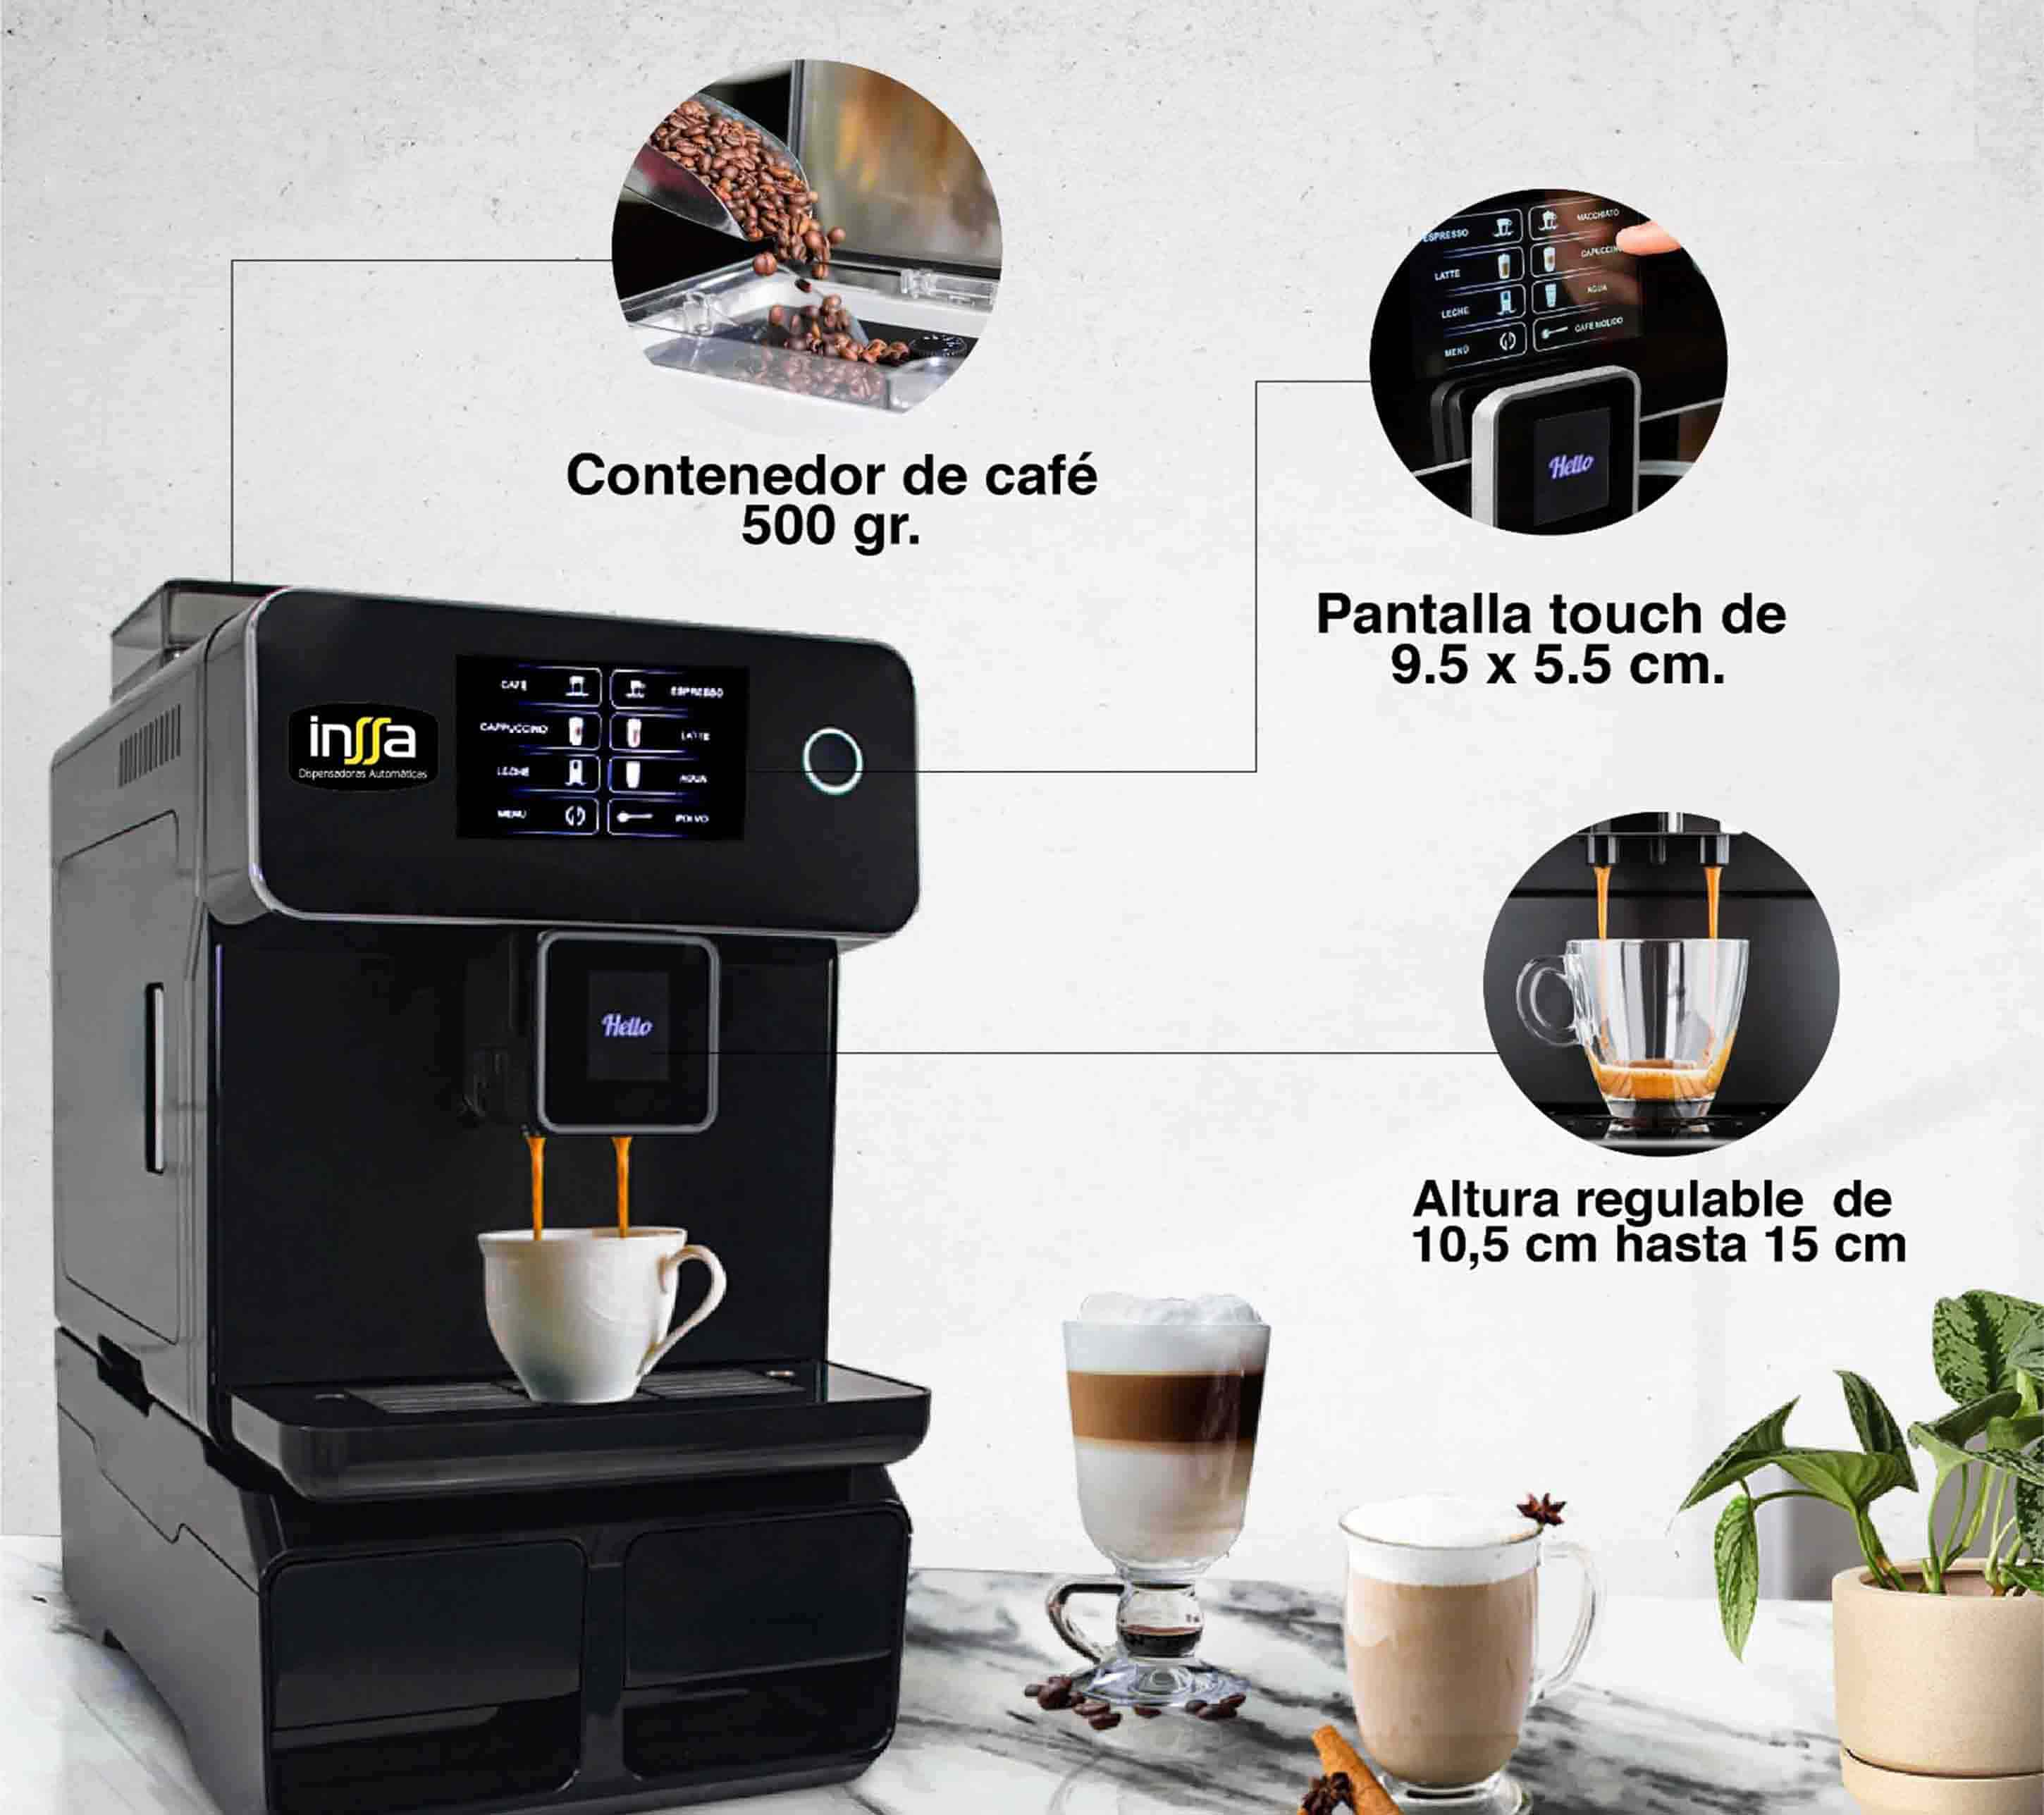 Contenedor de café
500 gr.
ESPRESSO
MACCHIATO
LATTE
CAPUCCINO
LECHE
AGUA
MENÚ
CAFÉ MOLIDO
Hello
Pantalla touch de
9.5 x 5.5 cm.
inssa
Dispensadoras Automáticas
CAFE
ESPRESSO
CAPPUCCINO
LATTE
LECHE
AGUA
MENU
POLVO
Hello
Altura regulable de
10,5 cm hasta 15 cm